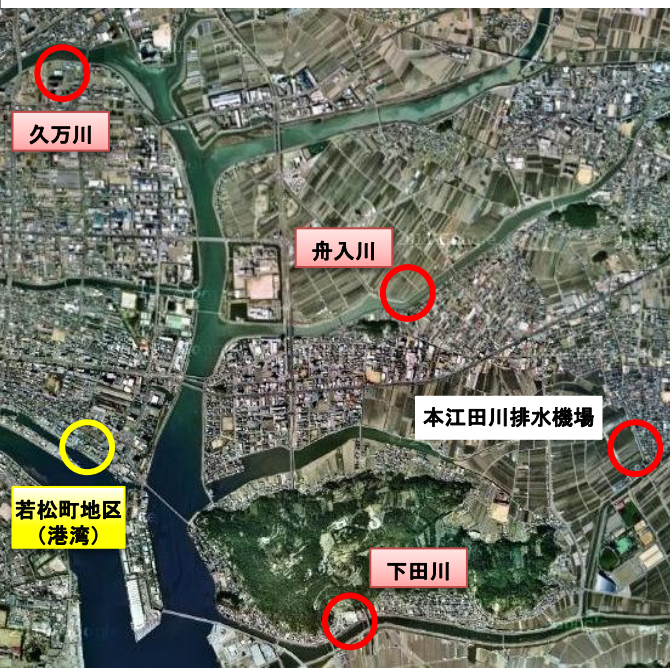 久万川
舟入川
本江田川排水機場
若松町地区
（港湾）
下田川